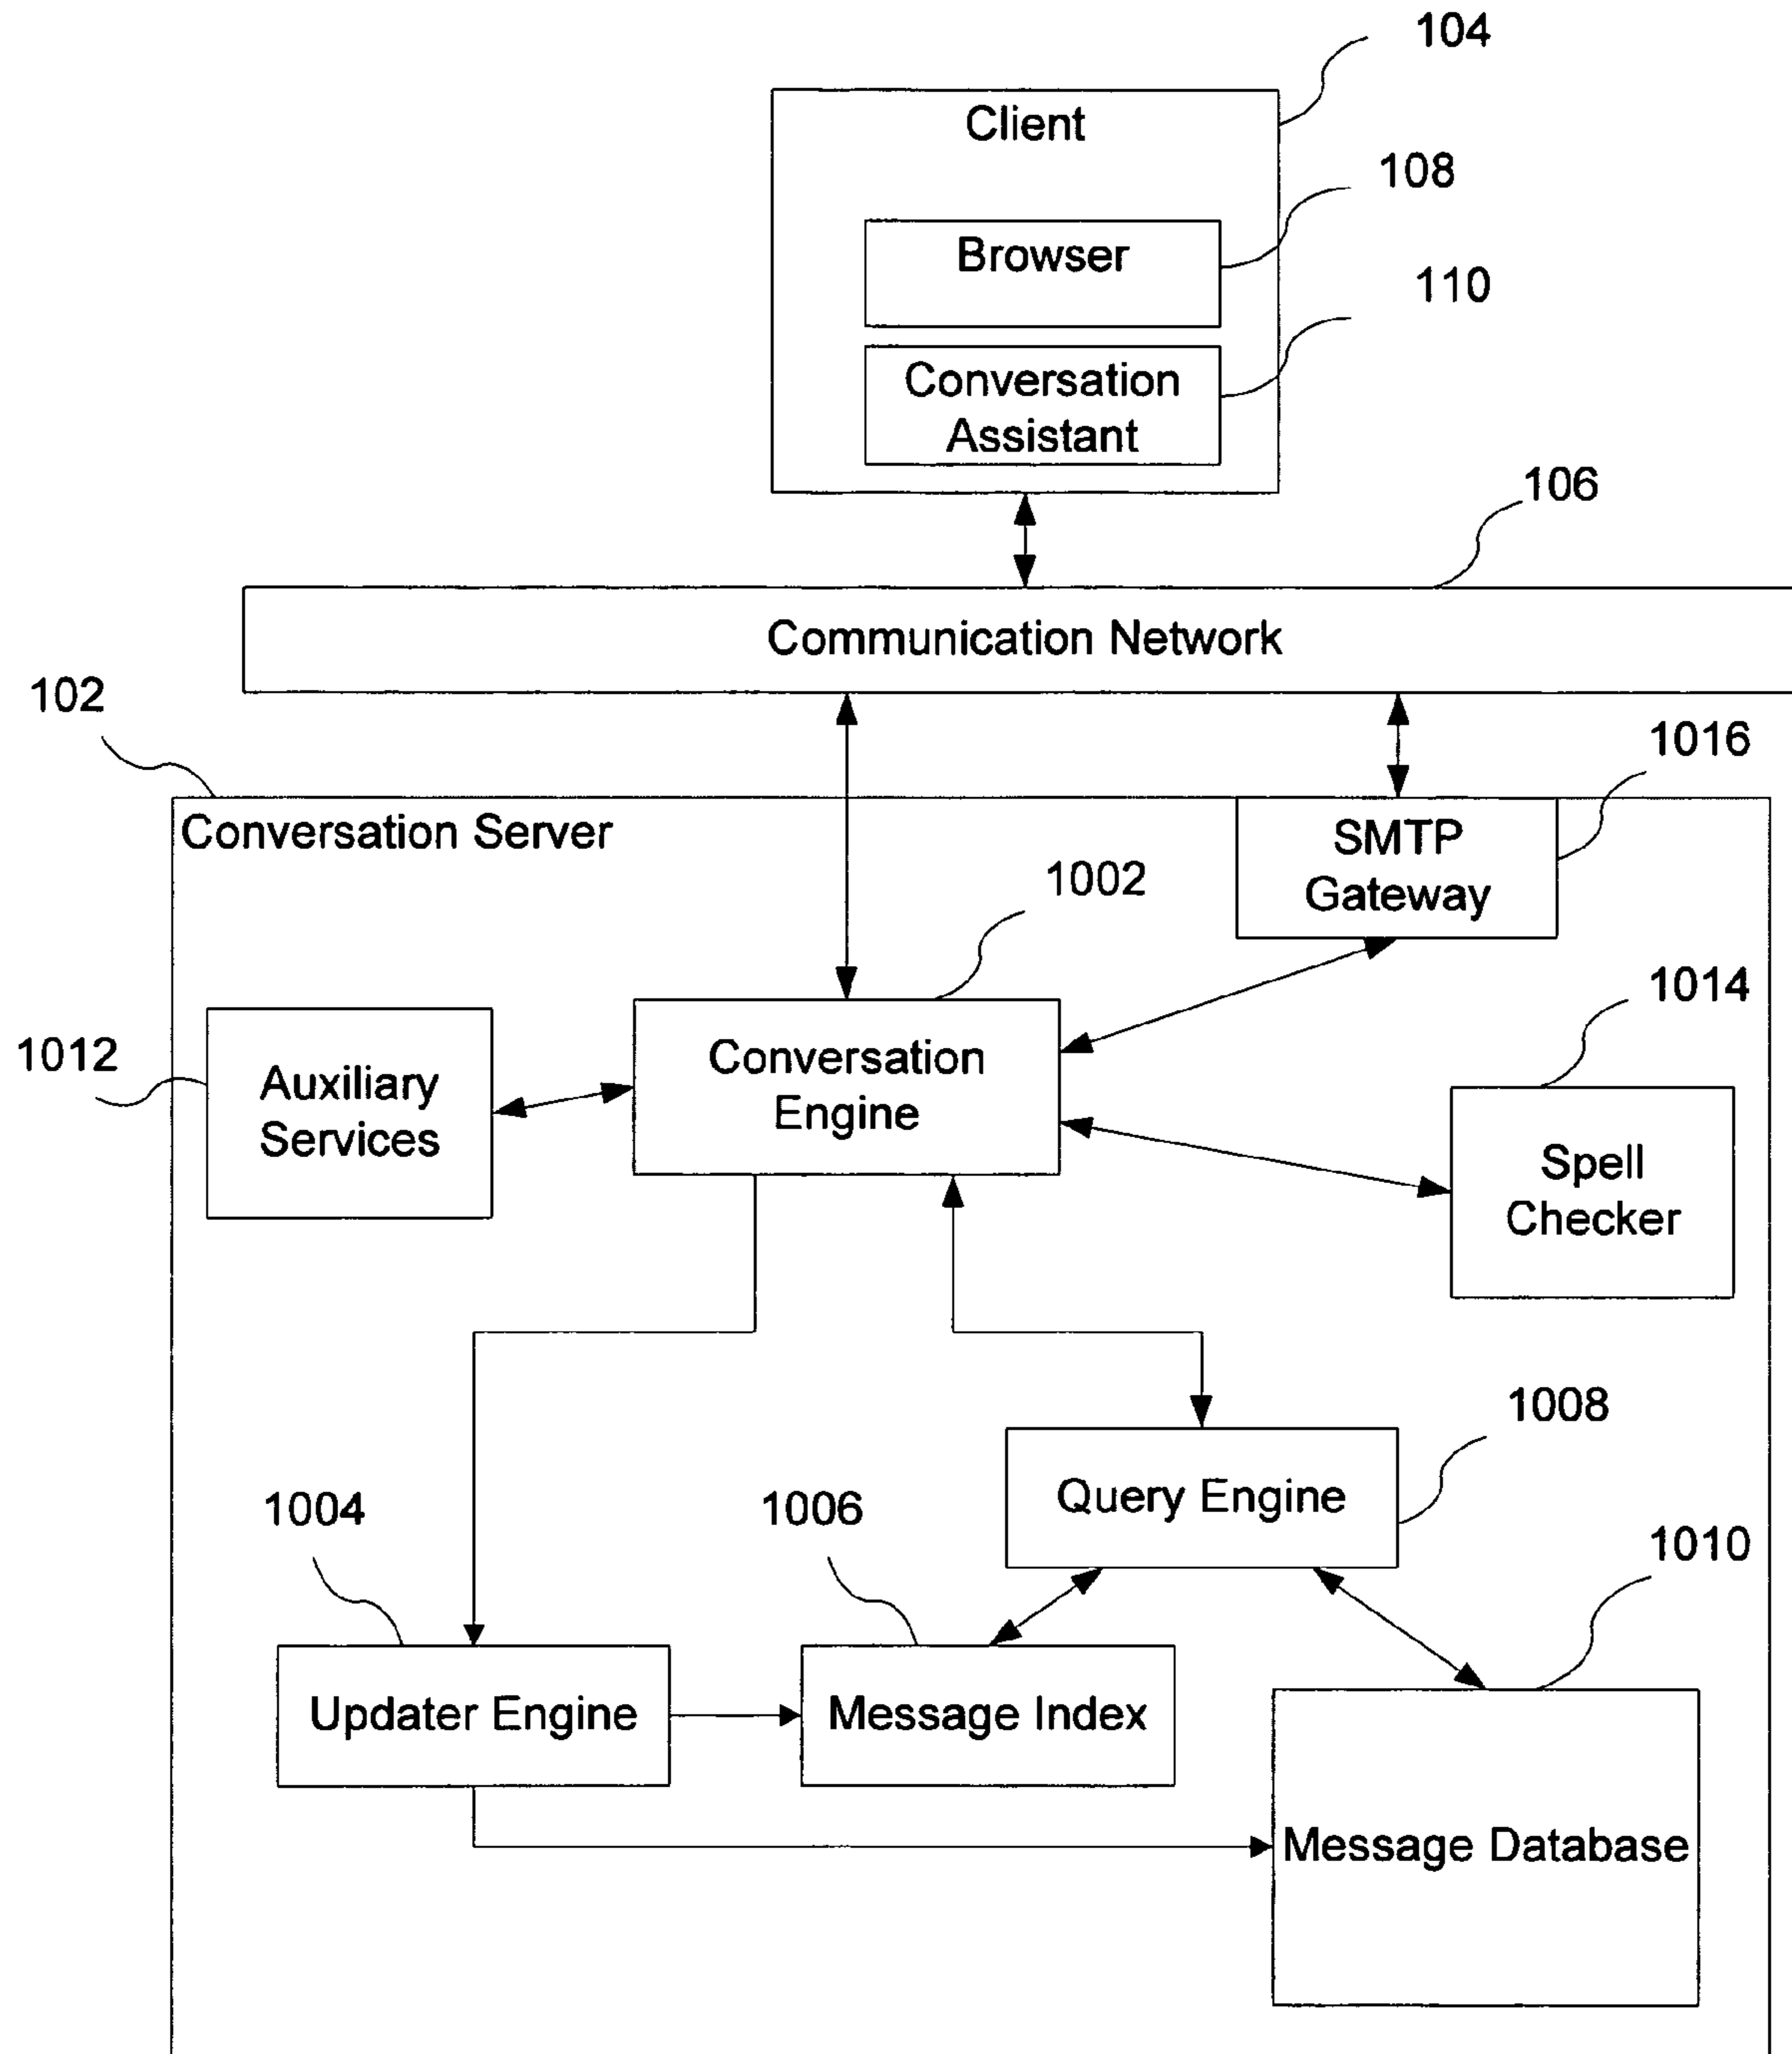 104
Client
108
Browser
110
Conversation
Assistant
106
Communication Network
102
1016
Conversation Server
SMTP
Gateway
1002
1014
1012
Auxiliary
Services
Conversation
Engine
Spell
Checker
1008
Query Engine
1004
1006
1010
Updater Engine
Message Index
Message Database